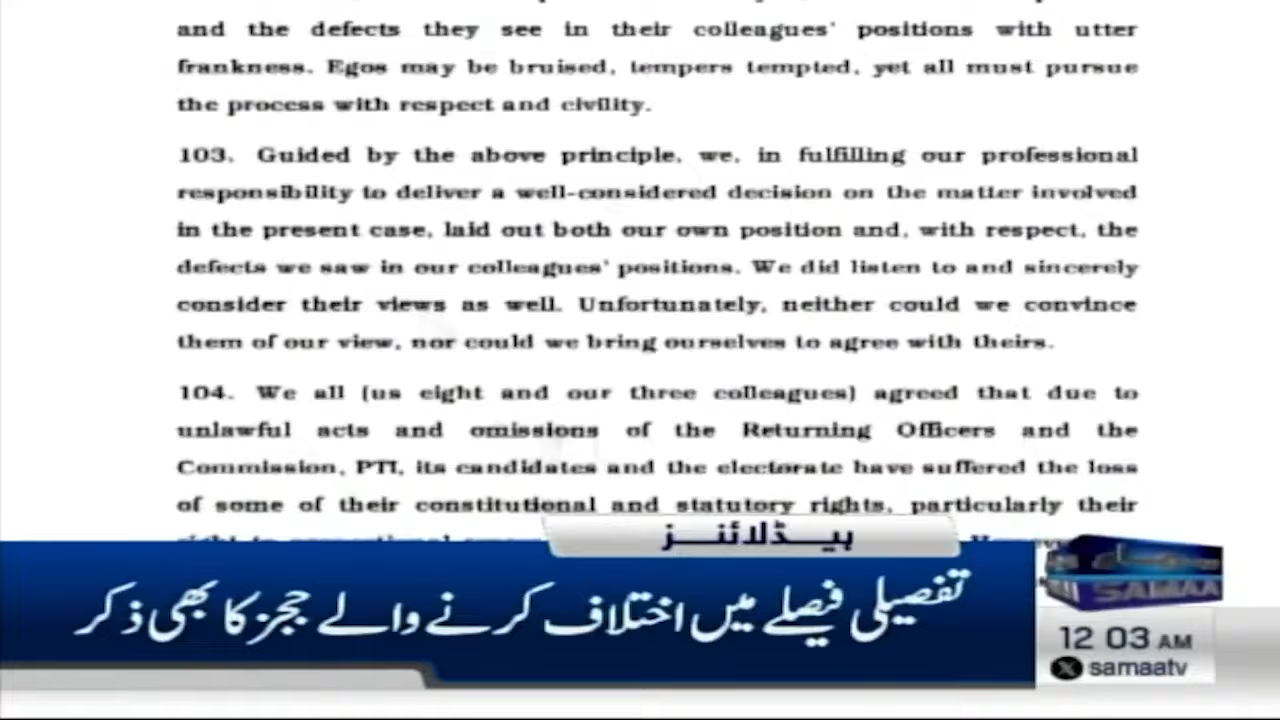 and the defects they see in their colleagues' positions with utter
frankness. Egos may be bruised, tempers tempted, yet all must pursue
the process with respect and civility.
103. Guided by the above principle, we, in fulfilling our professional
responsibility to deliver a well-considered decision on the matter involved
in the present case, laid out both our own position and, with respect, the
defects we saw in our colleagues' positions. We did listen to and sincerely
consider their views as well. Unfortunately, neither could we convince
them of our view, nor could we bring ourselves to agree with theirs.
104. We all (us eight and our three colleagues) agreed that due to
unlawful acts and omissions of the Returning Officers and the
Commission, PTI, its candidates and the electorate have suffered the loss
of some of their constitutional and statutory rights, particularly their
ہیڈلائنز
تفصیلی فیصلے میں اختلاف کرنے والے ججز کا بھی ذکر
SAMAA
12 03 AM
samaatv